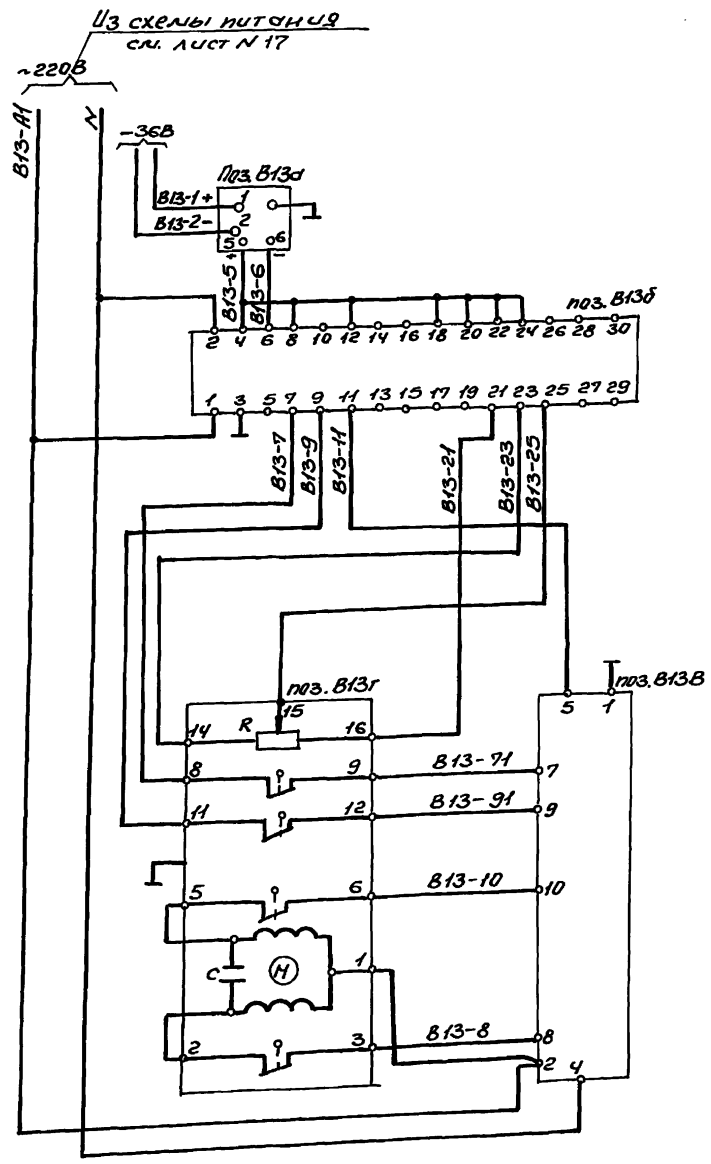 Из схемы питания
см. лист N 17
~220В
В13-А1
N
-36В
Поз. В13а
В13-1+
1
В13-2-
2
5
6
+
-
В13-5
В13-6
поз. В13б
2 4 6 8 10 12 14 16 18 20 22 24 26 28 30
1 3 5 7 9 11 13 15 17 19 21 23 25 27 29
В13-7
В13-9
В13-11
В13-21
В13-23
В13-25
поз. В13г
поз. В13В
15
5
1
14
R
16
8
9
В13-71
7
11
12
В13-91
9
5
6
В13-10
10
С
М
1
2
3
В13-8
8
2
4